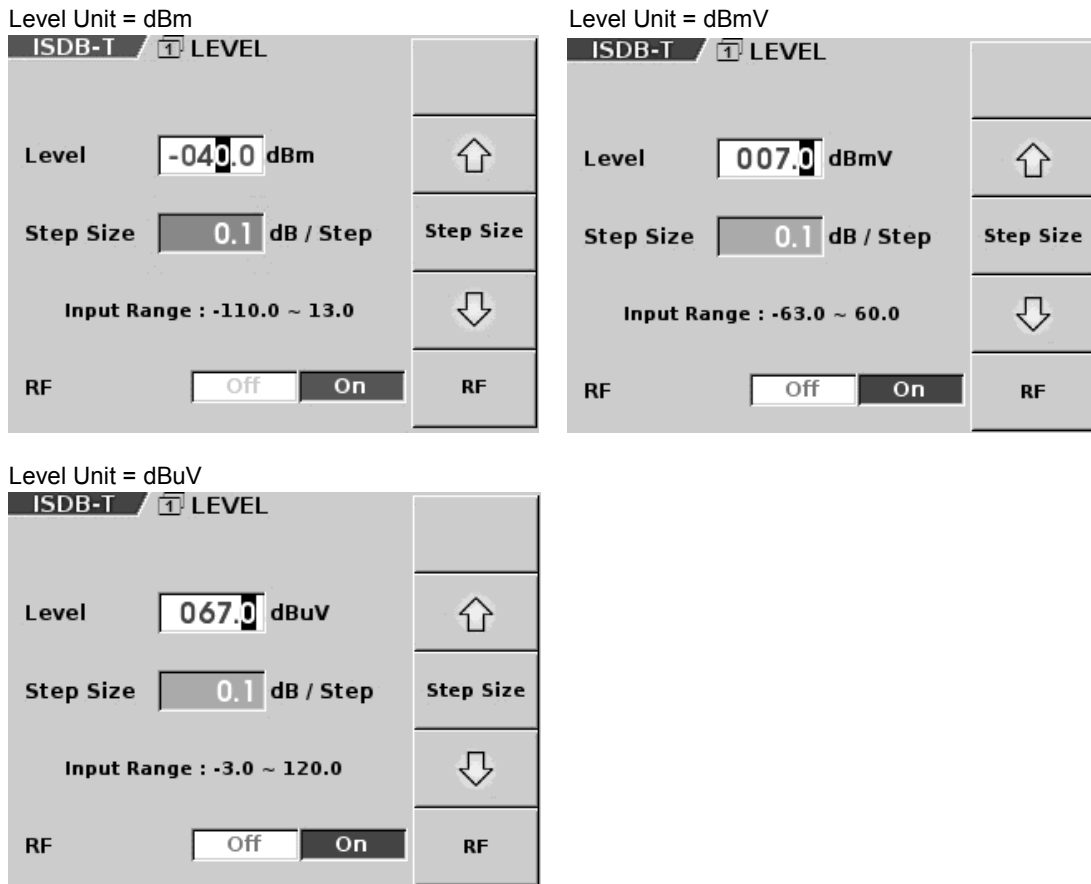 Level Unit = dBm
ISDB-T 1 LEVEL
Level -040.0 dBm
Step Size 0.1 dB / Step
Step Size
Input Range : -110.0 ~ 13.0
RF Off On
RF
Level Unit = dBmV
ISDB-T 1 LEVEL
Level 007.0 dBmV
Step Size 0.1 dB / Step
Step Size
Input Range : -63.0 ~ 60.0
RF Off On
RF
Level Unit = dBuV
ISDB-T 1 LEVEL
Level 067.0 dBuV
Step Size 0.1 dB / Step
Step Size
Input Range : -3.0 ~ 120.0
RF Off On
RF